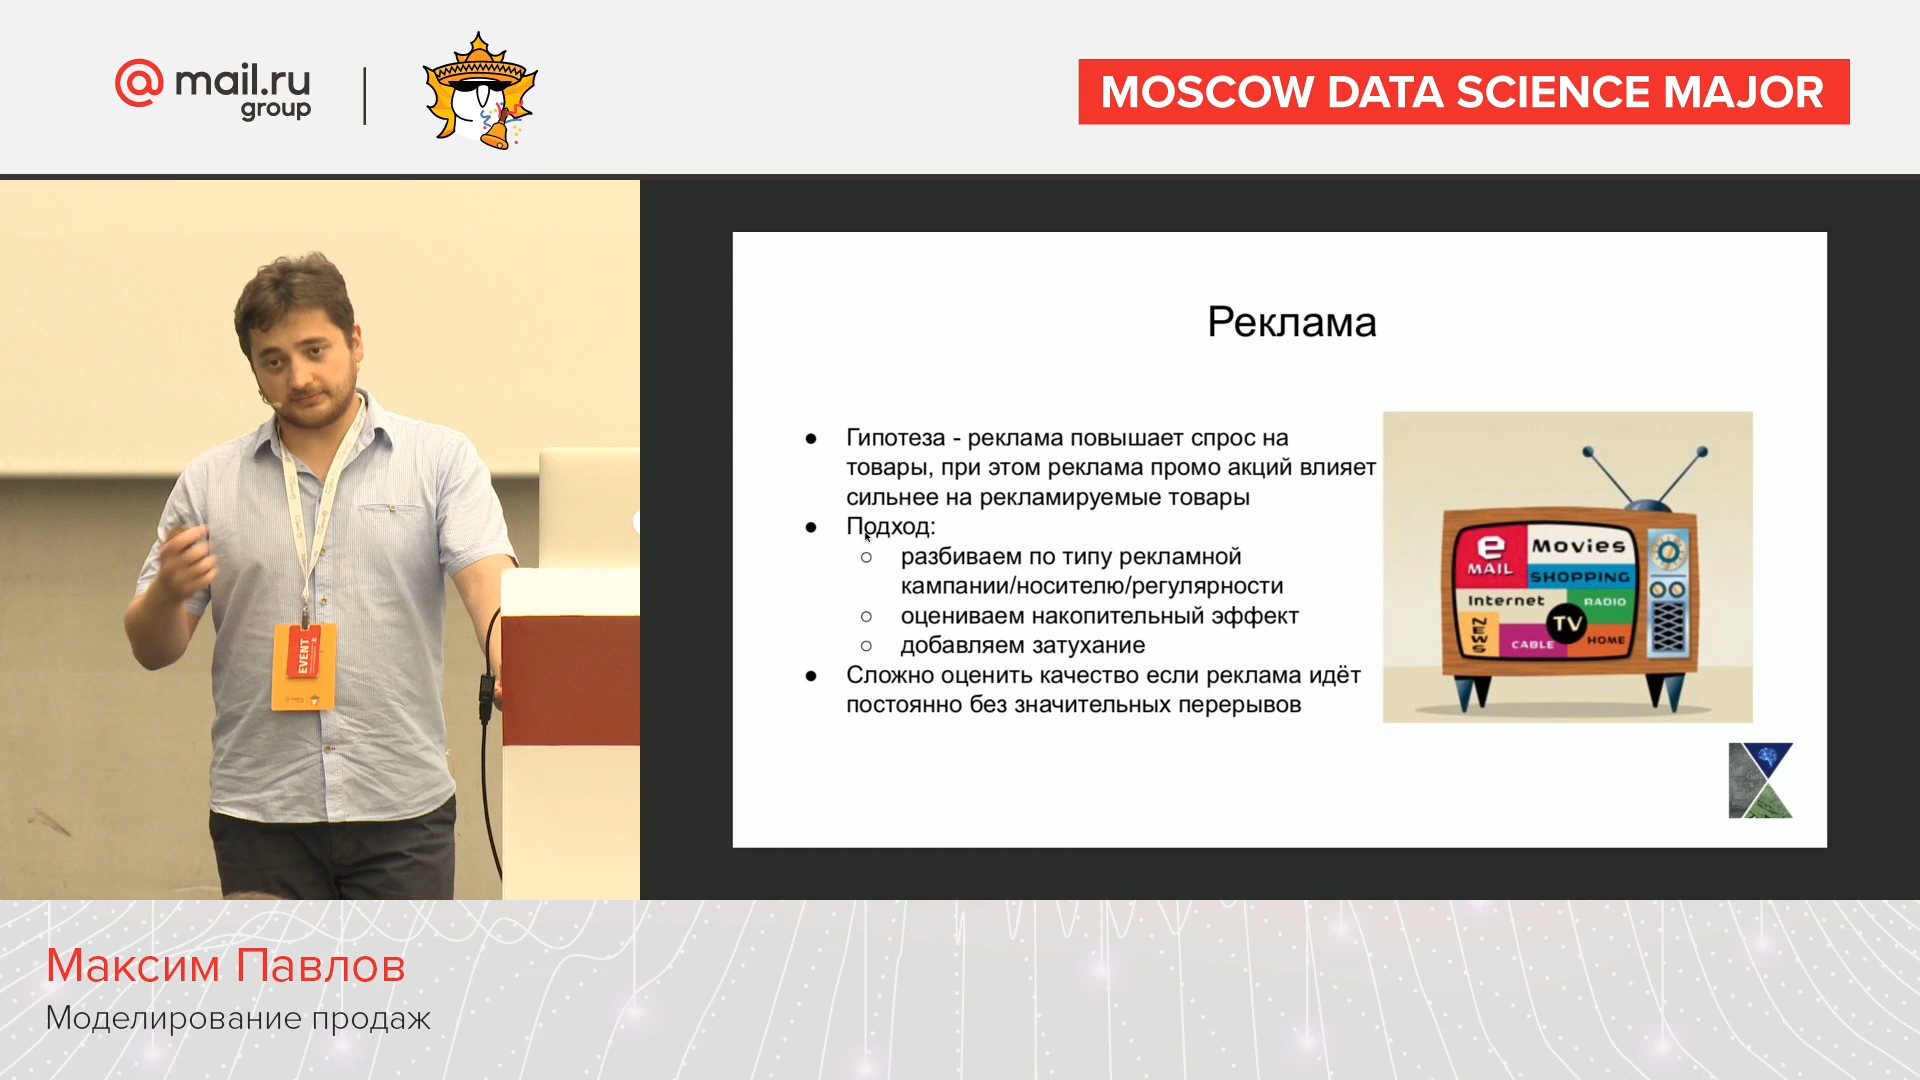 @mail.ru
group
MOSCOW DATA SCIENCE MAJOR
Реклама
● Гипотеза - реклама повышает спрос на
товары, при этом реклама промо акций влияет
сильнее на рекламируемые товары
● Подход:
○ разбиваем по типу рекламной
кампании/носителю/регулярности
○ оцениваем накопительный эффект
○ добавляем затухание
● Сложно оценить качество если реклама идёт
постоянно без значительных перерывов
e
MAIL
Movies
SHOPPING
Internet
RADIO
NEWS
TV
CABLE
HOME
EVENT
Максим Павлов
Моделирование продаж